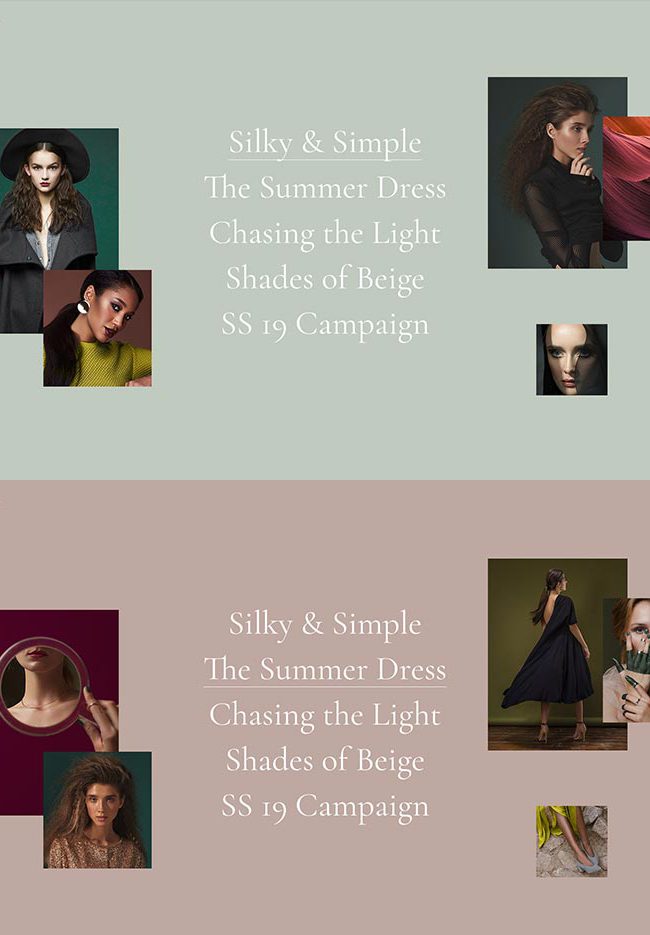 Silky & Simple
The Summer Dress
Chasing the Light
Shades of Beige
SS 19 Campaign
Silky & Simple
The Summer Dress
Chasing the Light
Shades of Beige
SS 19 Campaign